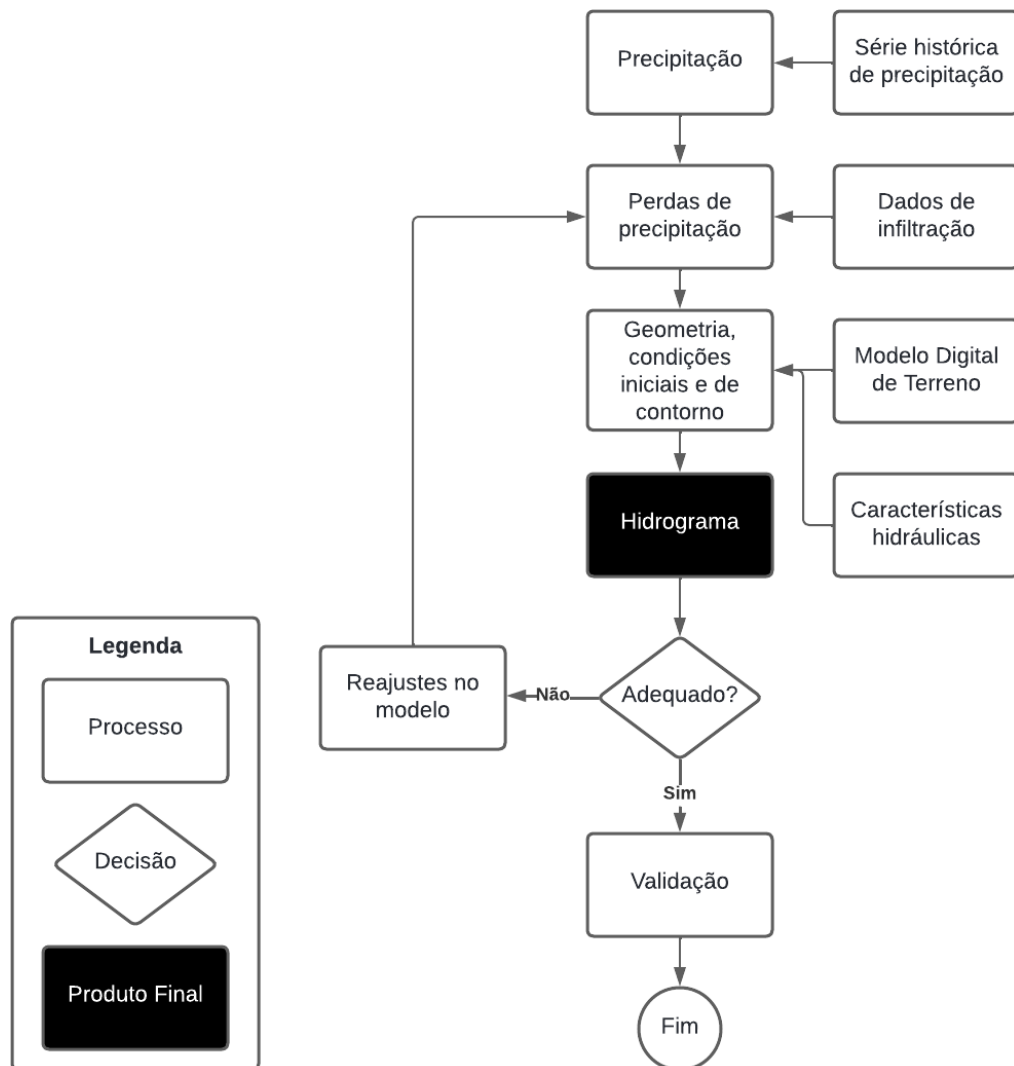 Precipitação
Série histórica
de precipitação
Perdas de
precipitação
Dados de
infiltração
Geometria,
condições
iniciais e de
contorno
Modelo Digital
de Terreno
Hidrograma
Características
hidráulicas
Adequado?
Não
Reajustes no
modelo
Sim
Validação
Fim
Legenda
Processo
Decisão
Produto Final